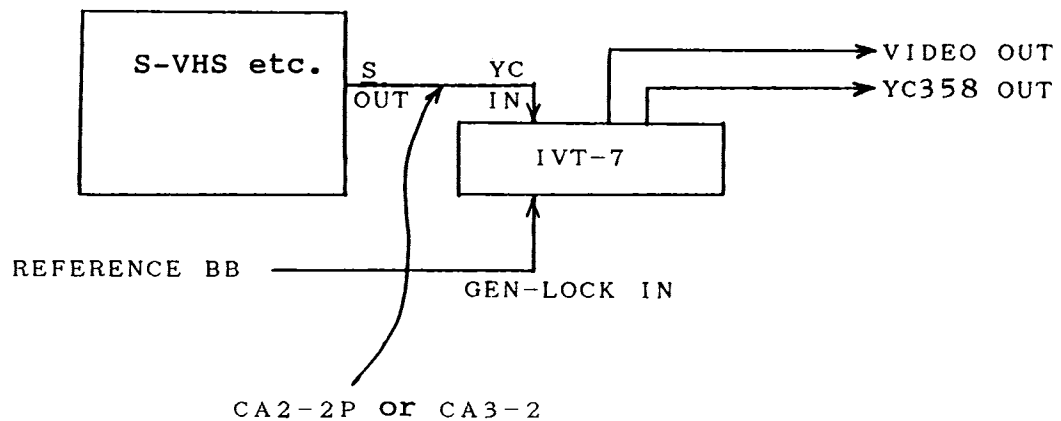 S-VHS etc.
S OUT
YC IN
VIDEO OUT
YC358 OUT
IVT-7
REFERENCE BB
GEN-LOCK IN
CA2-2P or CA3-2